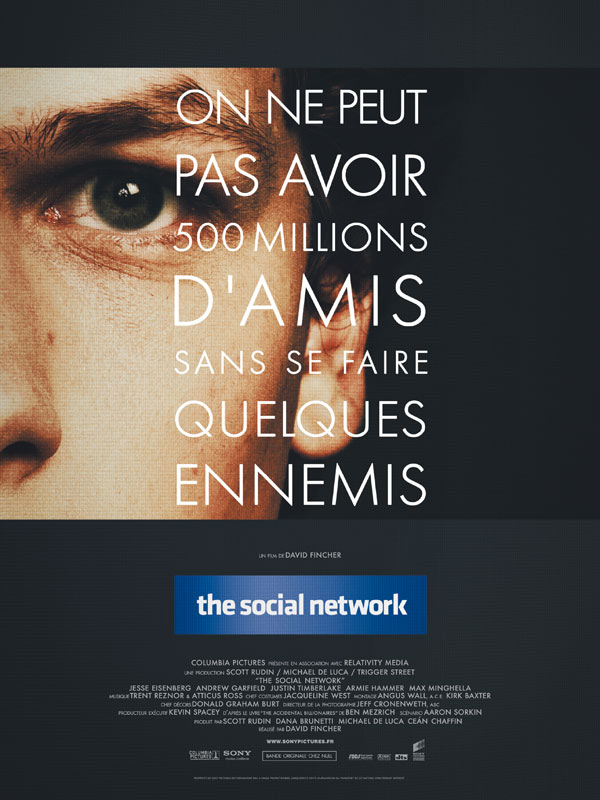 ON NE PEUT
PAS AVOIR
500 MILLIONS
D'AMIS
SANS SE FAIRE
QUELQUES
ENNEMIS
UN FILM DE DAVID FINCHER
the social network
COLUMBIA PICTURES PRÉSENTE EN ASSOCIATION AVEC RELATIVITY MEDIA
UNE PRODUCTION SCOTT RUDIN / MICHAEL DE LUCA / TRIGGER STREET
"THE SOCIAL NETWORK"
JESSE EISENBERG ANDREW GARFIELD JUSTIN TIMBERLAKE ARMIE HAMMER MAX MINGHELLA
MUSIQUE TRENT REZNOR & ATTICUS ROSS CHEF COSTUMES JACQUELINE WEST MONTAGE ANGUS WALL, A.C.E. KIRK BAXTER
CHEF DÉCORS DONALD GRAHAM BURT DIRECTEUR DE LA PHOTOGRAPHIE JEFF CRONENWETH, ASC
PRODUCTEUR EXÉCUTIF KEVIN SPACEY D'APRÈS LE LIVRE "THE ACCIDENTAL BILLIONAIRES" DE BEN MEZRICH SCÉNARIO AARON SORKIN
PRODUIT PAR SCOTT RUDIN DANA BRUNETTI MICHAEL DE LUCA CEÁN CHAFFIN
RÉALISÉ PAR DAVID FINCHER
WWW.SONYPICTURES.FR
COLUMBIA PICTURES SONY BANDE ORIGINALE CHEZ NULL dts